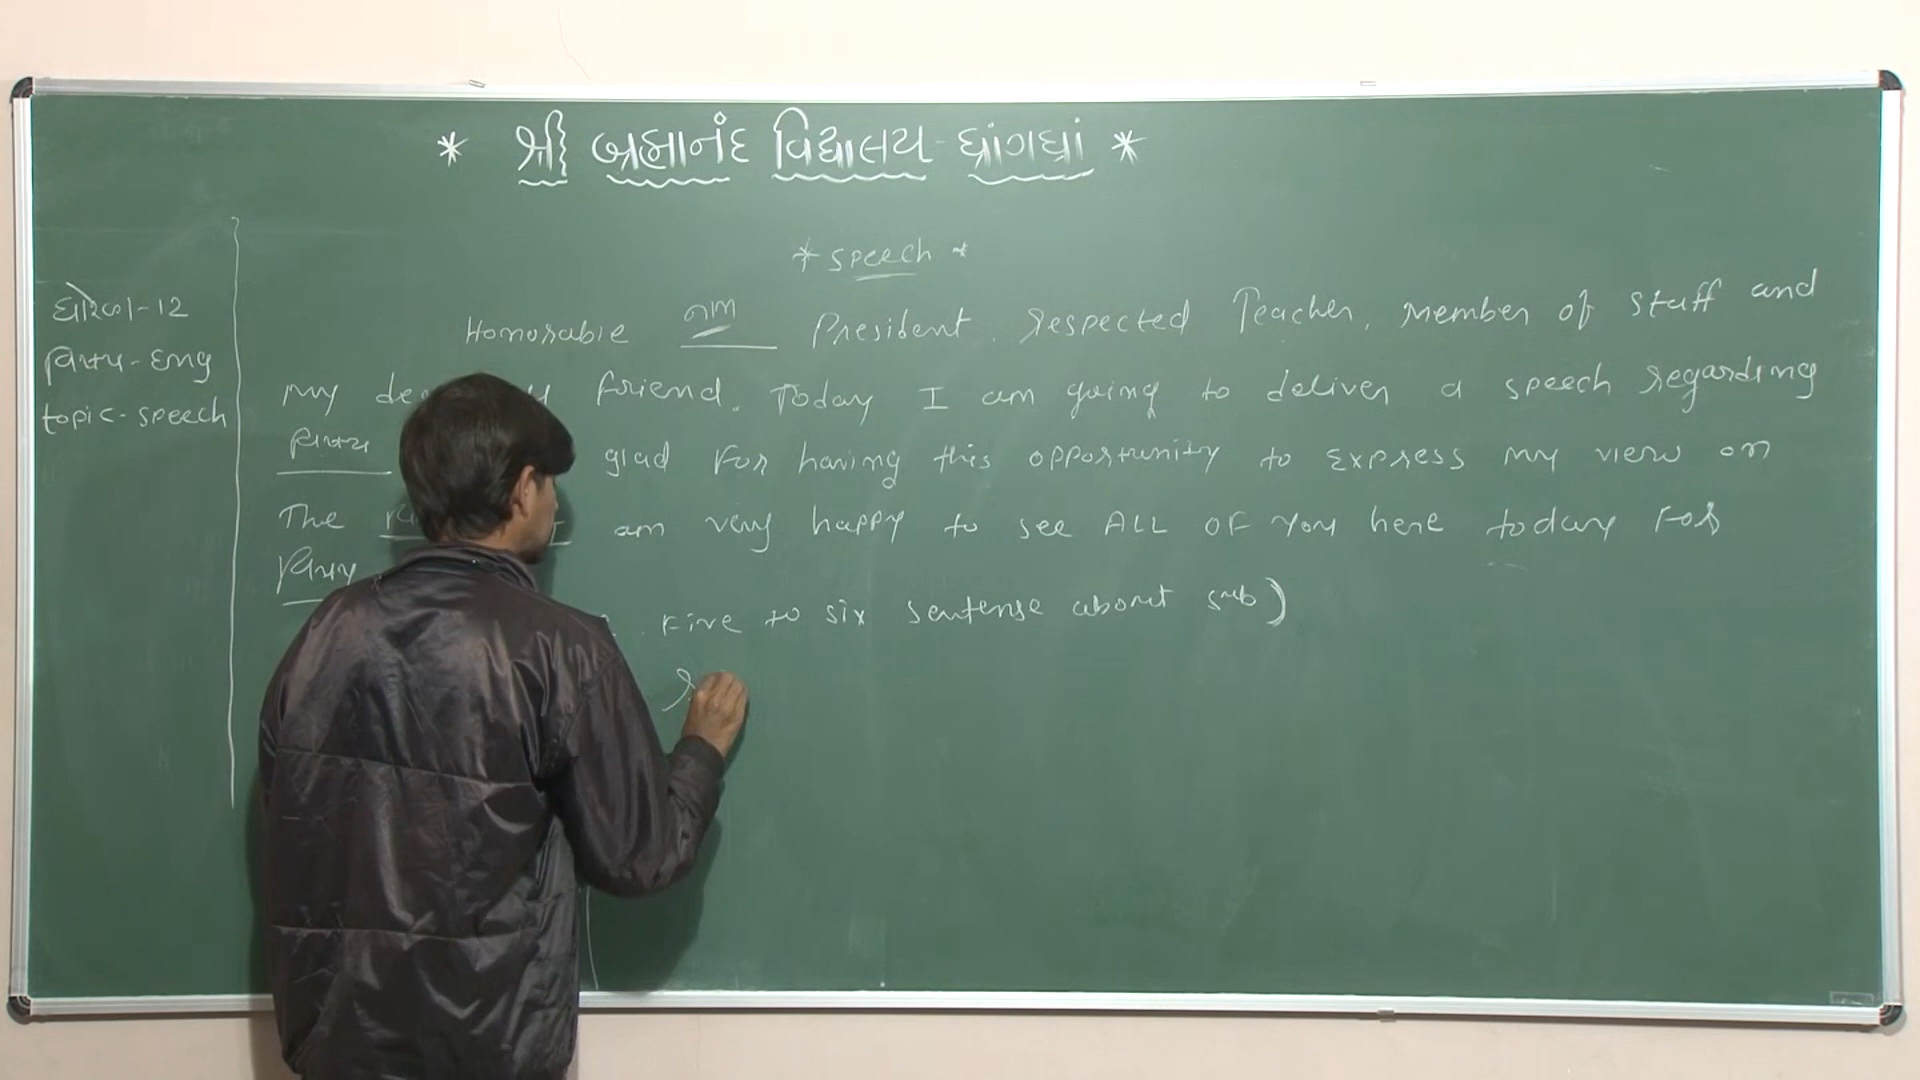 * શ્રી બ્રહ્માનંદ વિદ્યાલય - ધ્રાંગધ્રાં *
* speech *
ધોરણ-12
વિષય-Eng
topic-speech
Honorable નામ President. respected Teacher, Member of staff and
My friend. Today I am going to deliver a speech regarding
વિષય glad For having this opportunity to Express my view on
The am very happy to see ALL OF You here today For
વિષય
Five to six sentense about sub)